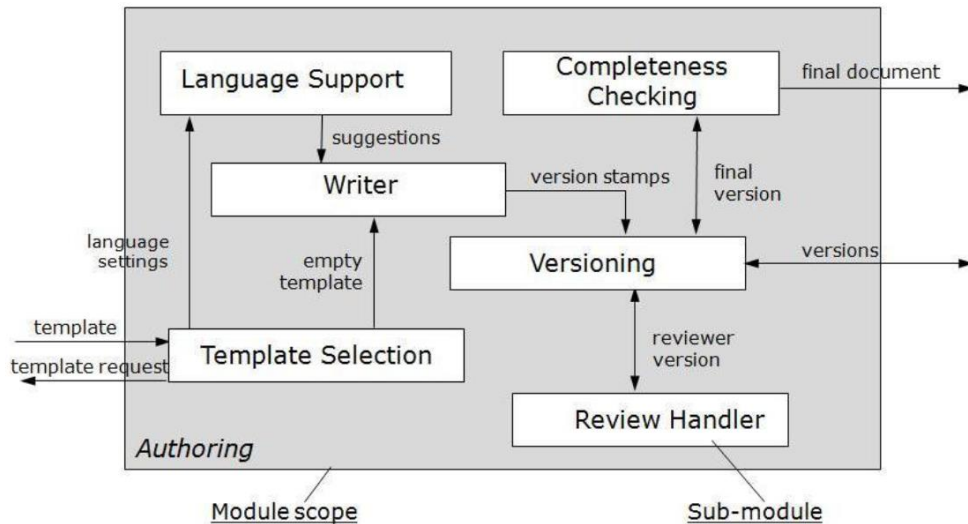 Language Support
Completeness
Checking
final document
suggestions
Writer
version stamps
final
version
language
settings
empty
template
Versioning
versions
template
template request
Template Selection
reviewer
version
Review Handler
Authoring
Module scope
Sub-module